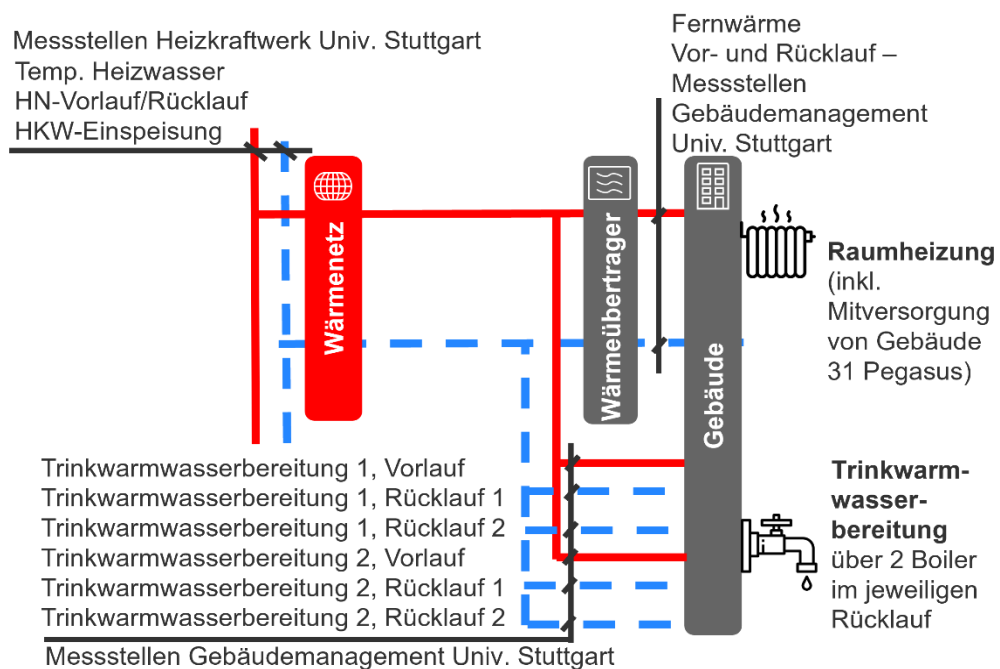 Messstellen Heizkraftwerk Univ. Stuttgart
Temp. Heizwasser
HN-Vorlauf/Rücklauf
HKW-Einspeisung
Fernwärme
Vor- und Rücklauf –
Messstellen
Gebäudemanagement
Univ. Stuttgart
Wärmenetz
Wärmeübertrager
Gebäude
Raumheizung
(inkl.
Mitversorgung
von Gebäude
31 Pegasus)
Trinkwarmwasserbereitung 1, Vorlauf
Trinkwarmwasserbereitung 1, Rücklauf 1
Trinkwarmwasserbereitung 1, Rücklauf 2
Trinkwarmwasserbereitung 2, Vorlauf
Trinkwarmwasserbereitung 2, Rücklauf 1
Trinkwarmwasserbereitung 2, Rücklauf 2
Messstellen Gebäudemanagement Univ. Stuttgart
Trinkwarm-
wasser-
bereitung
über 2 Boiler
im jeweiligen
Rücklauf